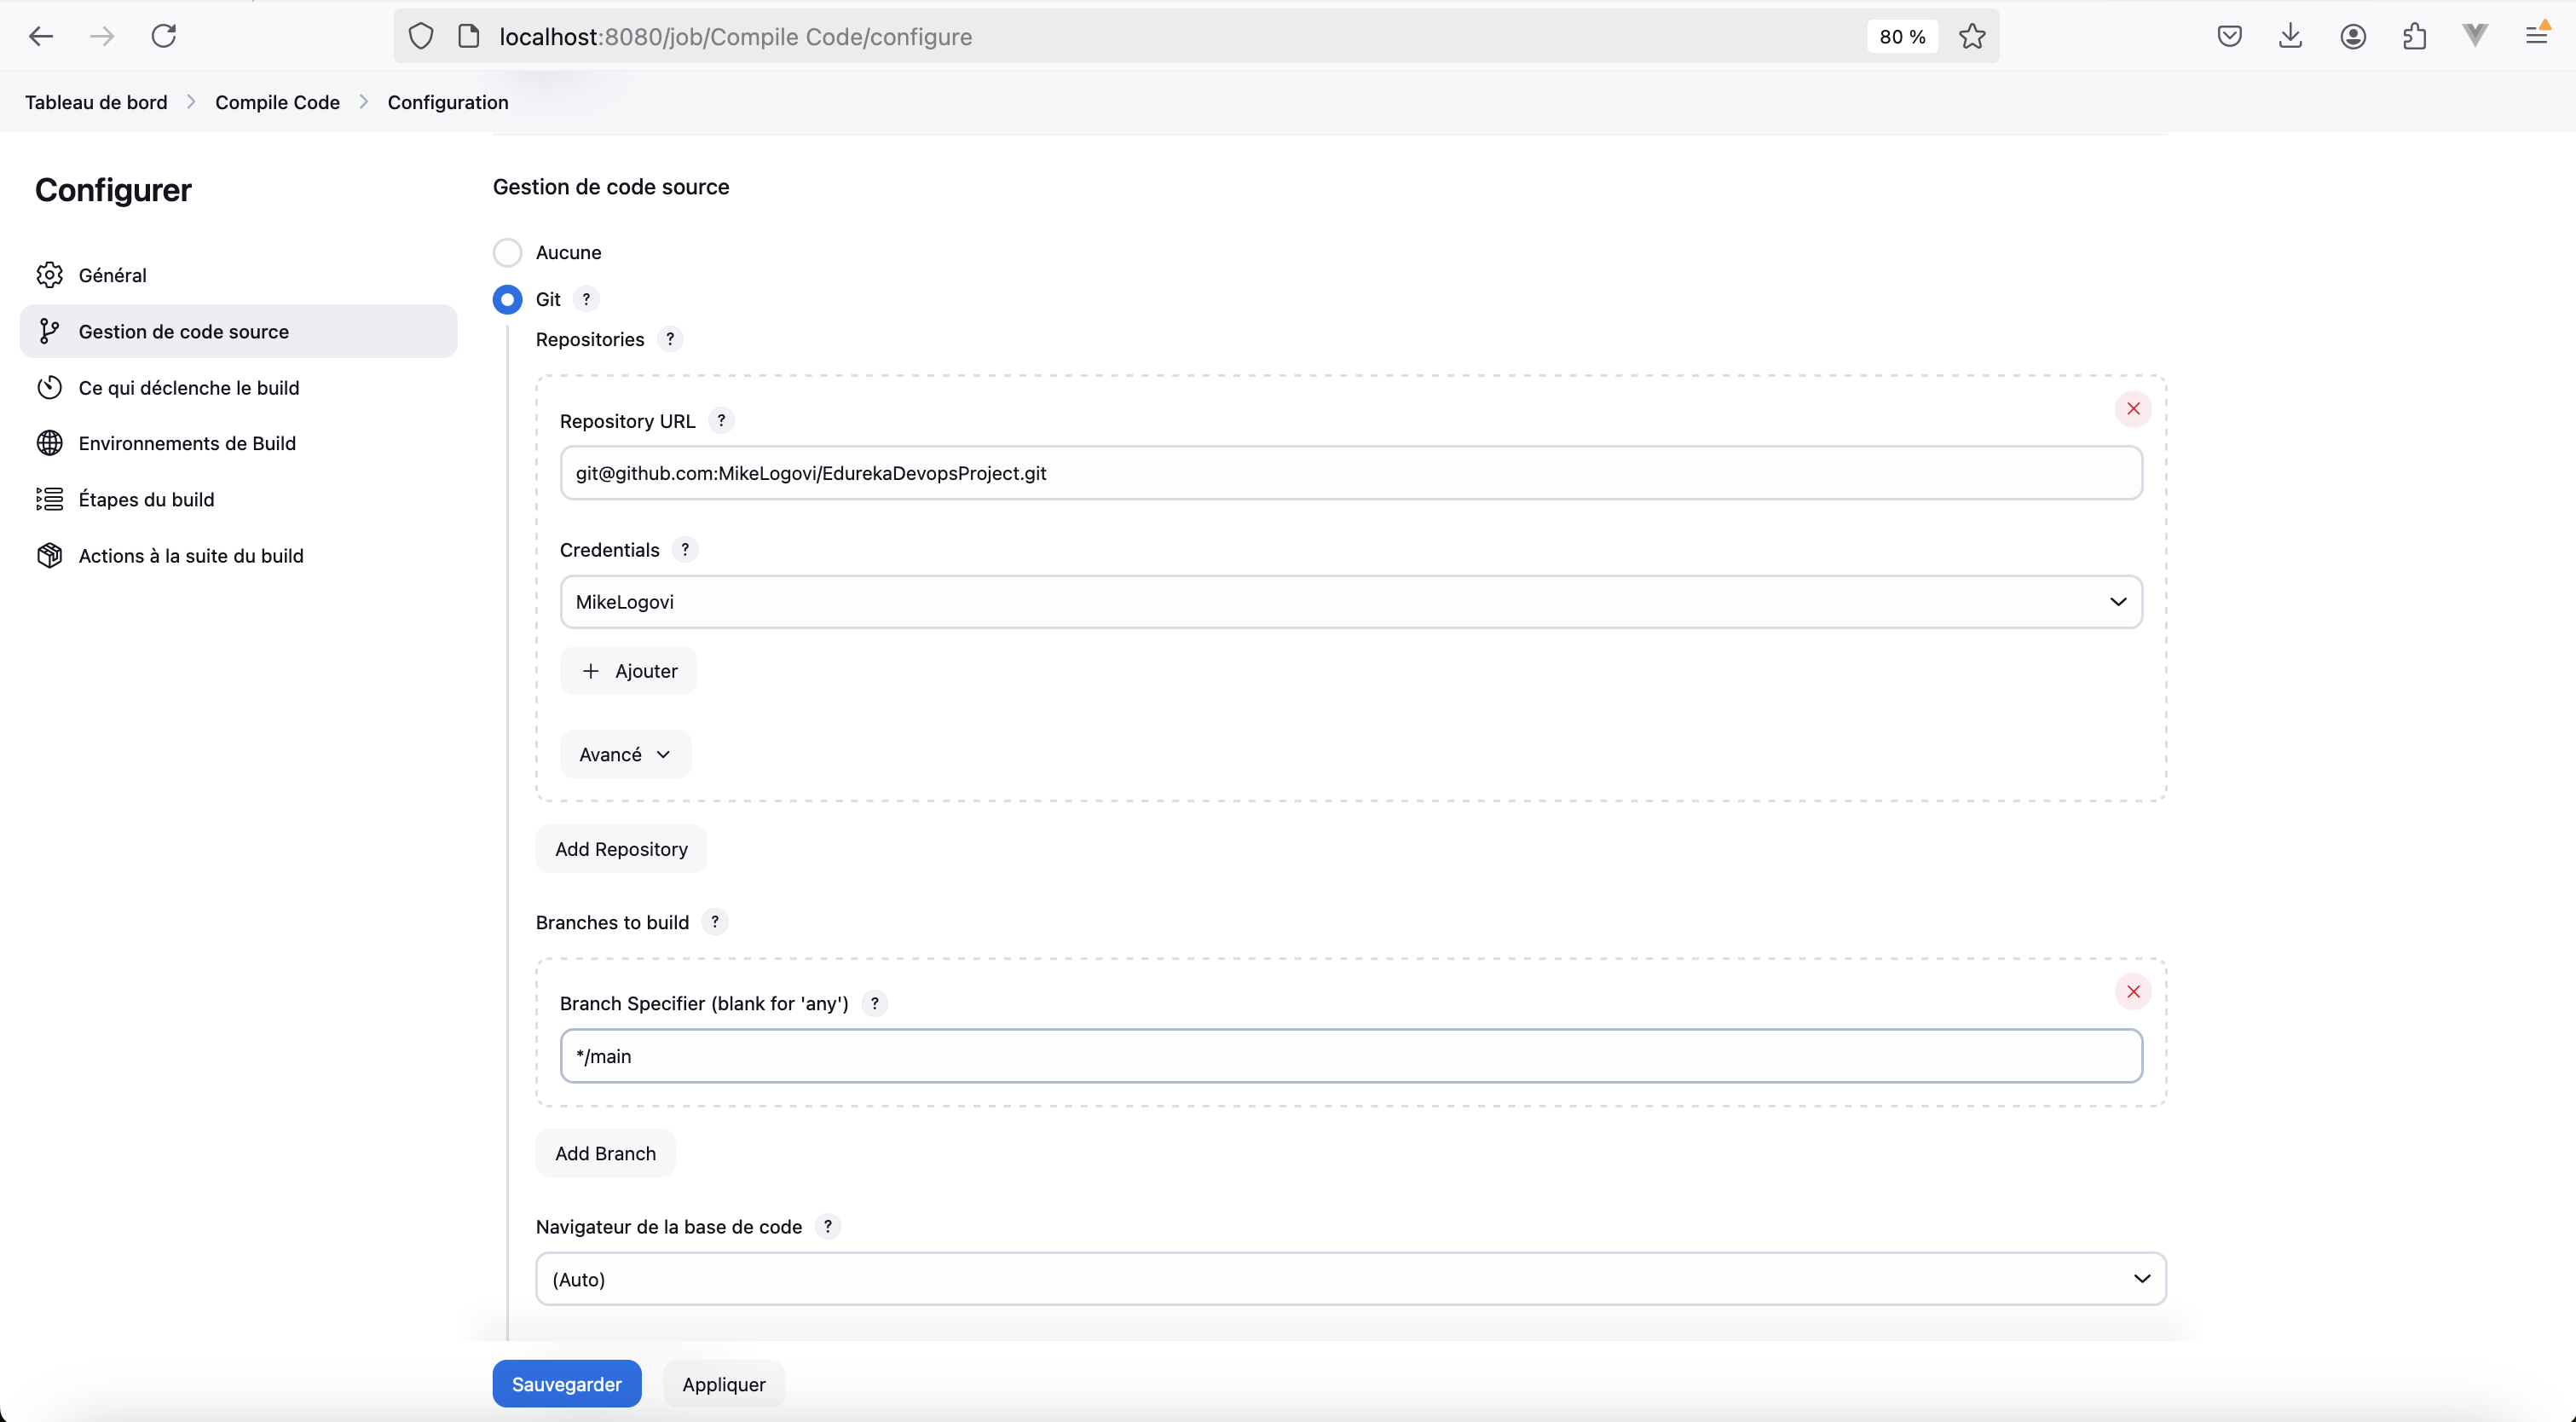 localhost:8080/job/Compile Code/configure
80 %
Tableau de bord > Compile Code > Configuration
Configurer
Général
Gestion de code source
Ce qui déclenche le build
Environnements de Build
Étapes du build
Actions à la suite du build
Gestion de code source
Aucune
Git ?
Repositories ?
Repository URL ?
git@github.com:MikeLogovi/EdurekaDevopsProject.git
Credentials ?
MikeLogovi
+ Ajouter
Avancé
Add Repository
Branches to build ?
Branch Specifier (blank for 'any') ?
*/main
Add Branch
Navigateur de la base de code ?
(Auto)
Sauvegarder
Appliquer